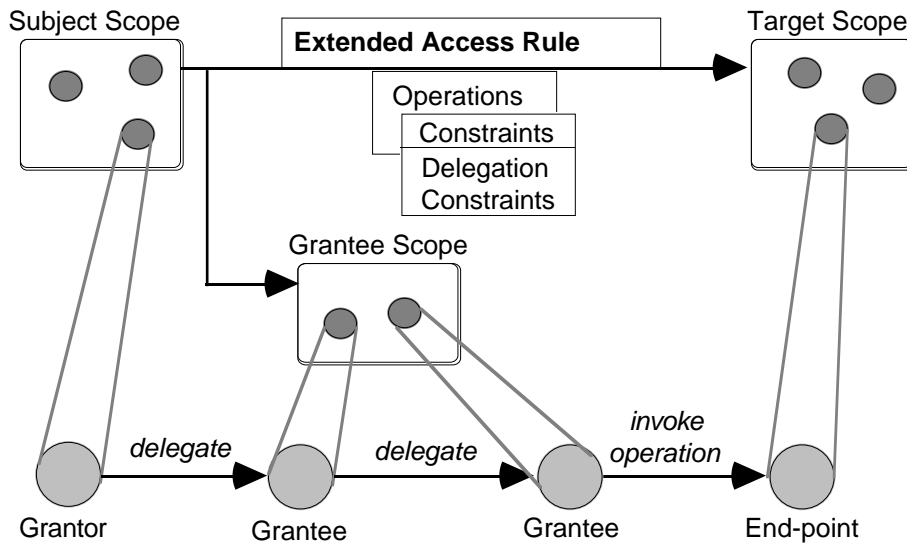 Subject Scope
Extended Access Rule
Target Scope
Operations
Constraints
Delegation
Constraints
Grantee Scope
delegate
delegate
invoke
operation
Grantor
Grantee
Grantee
End-point